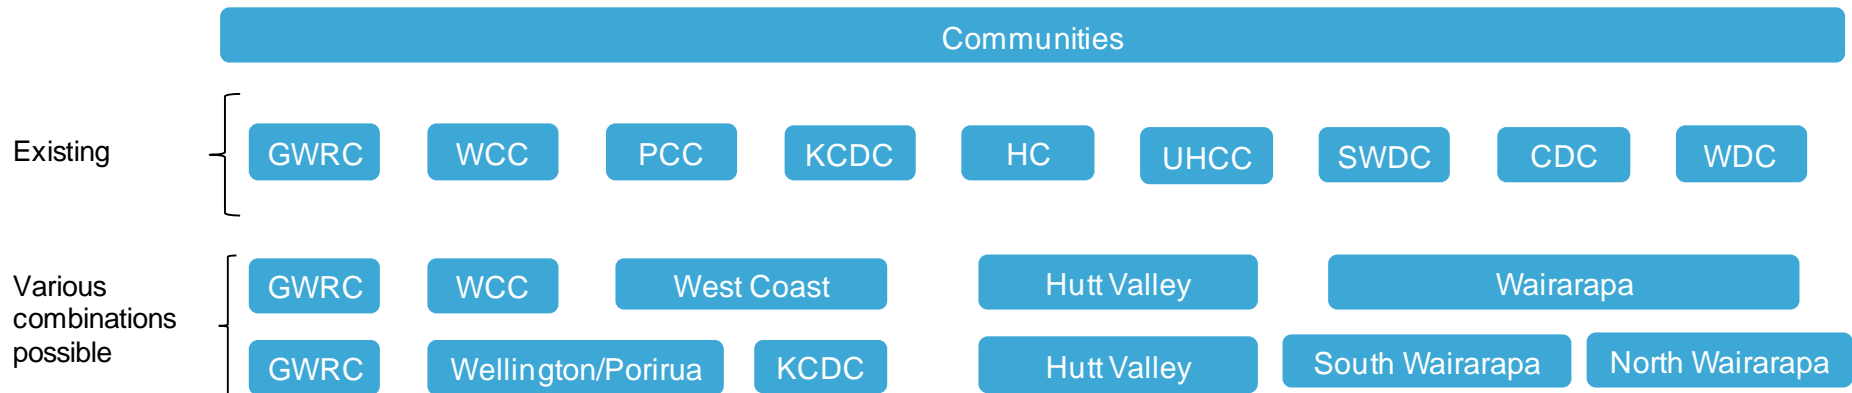 Communities
Existing
GWRC WCC PCC KCDC HC UHCC SWDC CDC WDC
Various
combinations
possible
GWRC WCC West Coast Hutt Valley Wairarapa
GWRC Wellington/Porirua KCDC Hutt Valley South Wairarapa North Wairarapa